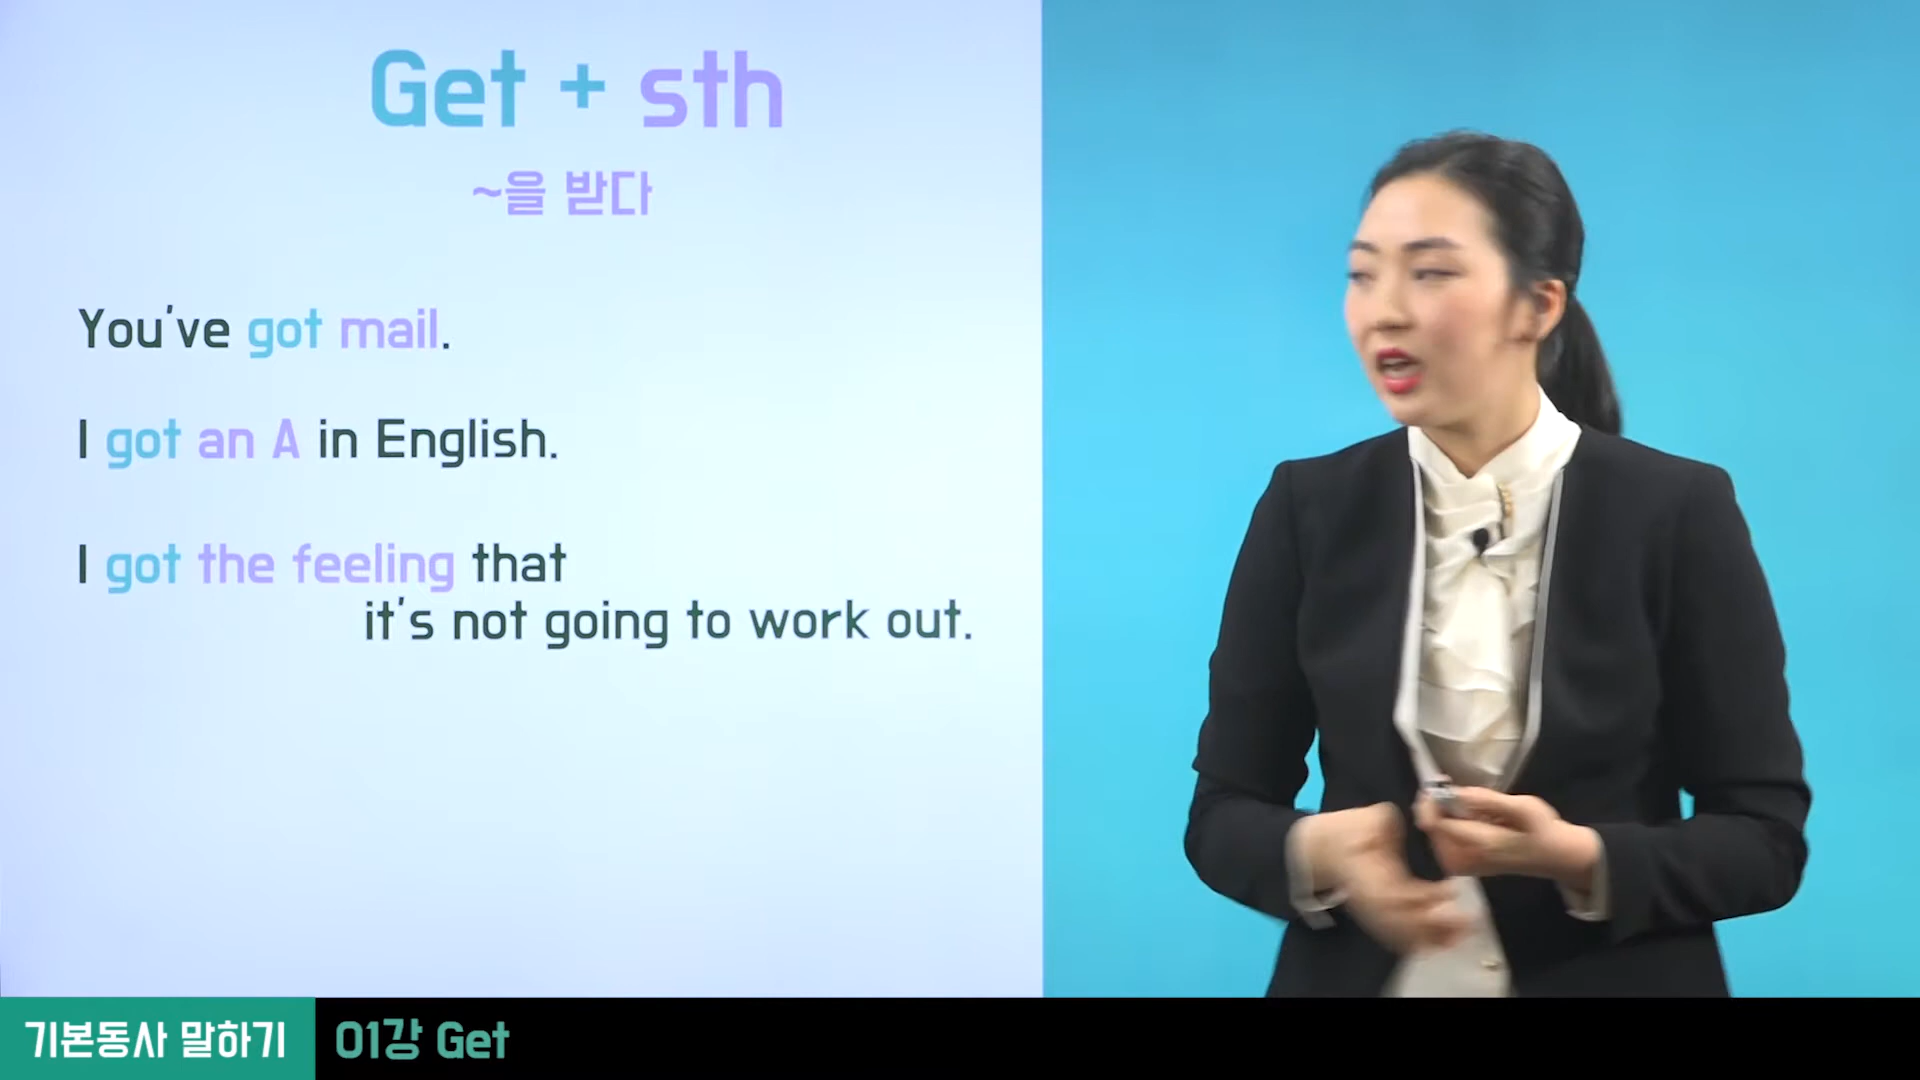 Get + sth
~을 받다
You've got mail.
I got an A in English.
I got the feeling that
it's not going to work out.
기본동사 말하기
01강 Get